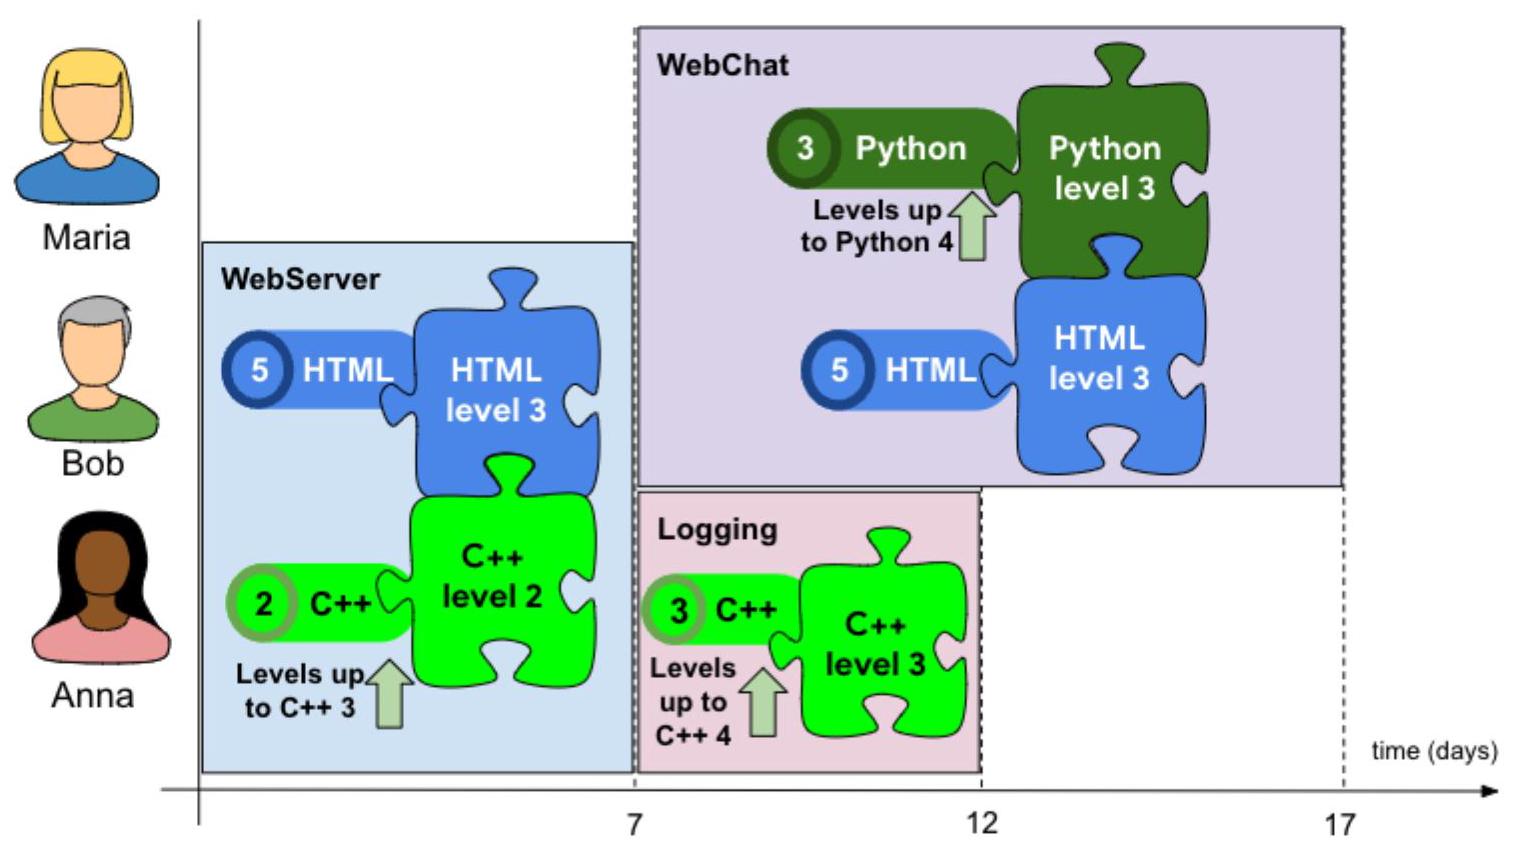 WebChat
3 Python
Python
level 3
Levels up
to Python 4
Maria
WebServer
5 HTML
HTML
level 3
5 HTML
HTML
level 3
Bob
Logging
2 C++
C++
level 2
3 C++
C++
level 3
Levels up
to C++ 3
Levels
up to
C++ 4
Anna
time (days)
7
12
17